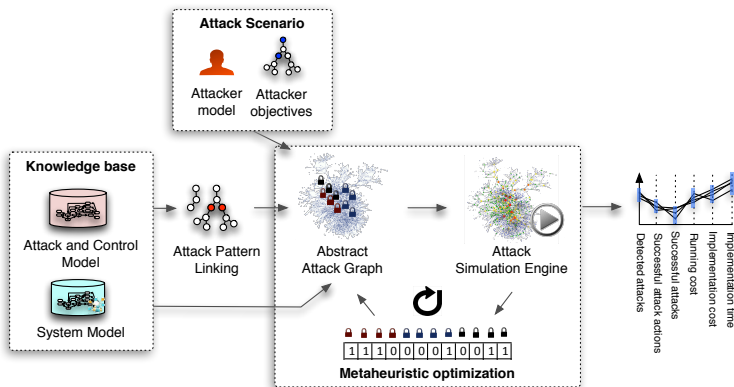 Attack Scenario
Attacker
model
Attacker
objectives
Knowledge base
Attack and Control
Model
System Model
Attack Pattern
Linking
Abstract
Attack Graph
Attack
Simulation Engine
1 1 1 0 0 0 0 1 0 0 1 1
Metaheuristic optimization
Detected attacks
Successful attack actions
Successful attacks
Running cost
Implementation cost
Implementation time